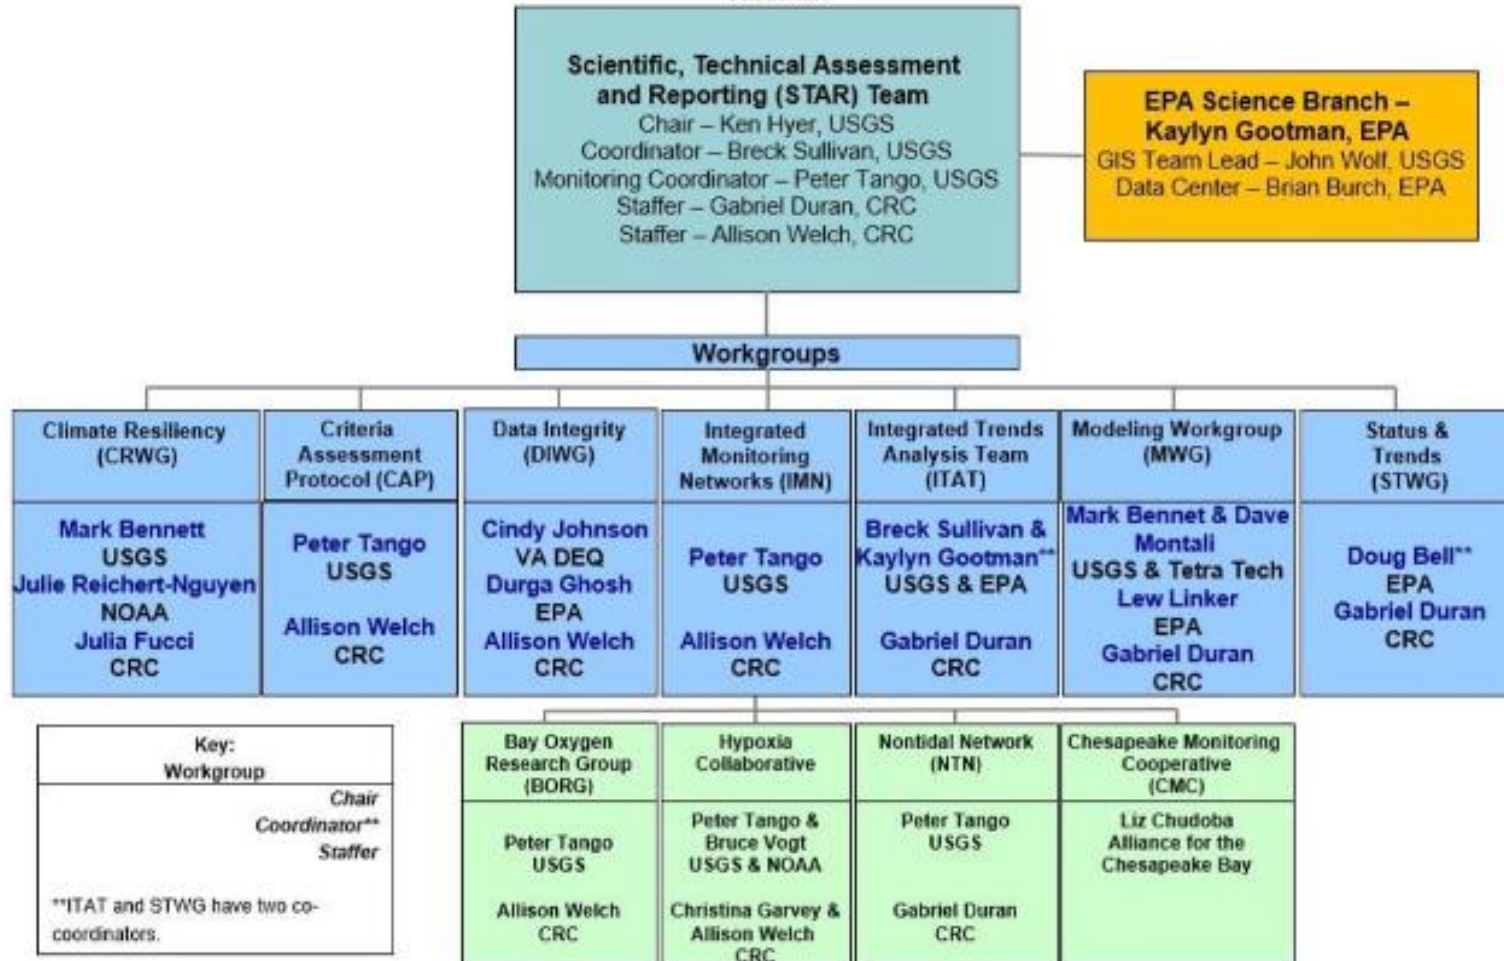 Scientific, Technical Assessment
and Reporting (STAR) Team
Chair – Ken Hyer, USGS
Coordinator – Breck Sullivan, USGS
Monitoring Coordinator – Peter Tango, USGS
Staffer – Gabriel Duran, CRC
Staffer – Allison Welch, CRC
EPA Science Branch –
Kaylyn Gootman, EPA
GIS Team Lead – John Wolf, USGS
Data Center – Brian Burch, EPA
Workgroups
Climate Resiliency
(CRWG)
Mark Bennett
USGS
Julie Reichert-Nguyen
NOAA
Julia Fucci
CRC
Criteria
Assessment
Protocol (CAP)
Peter Tango
USGS
Allison Welch
CRC
Data Integrity
(DIWG)
Cindy Johnson
VA DEQ
Durga Ghosh
EPA
Allison Welch
CRC
Integrated
Monitoring
Networks (IMN)
Peter Tango
USGS
Allison Welch
CRC
Integrated Trends
Analysis Team
(ITAT)
Breck Sullivan &
Kaylyn Gootman**
USGS & EPA
Gabriel Duran
CRC
Modeling Workgroup
(MWG)
Mark Bennet & Dave
Montali
USGS & Tetra Tech
Lew Linker
EPA
Gabriel Duran
CRC
Status &
Trends
(STWG)
Doug Bell**
EPA
Gabriel Duran
CRC
Key:
Workgroup
Chair
Coordinator**
Staffer
**ITAT and STWG have two co-
coordinators.
Bay Oxygen
Research Group
(BORG)
Peter Tango
USGS
Allison Welch
CRC
Hypoxia
Collaborative
Peter Tango &
Bruce Vogt
USGS & NOAA
Christina Garvey &
Allison Welch
CRC
Nontidal Network
(NTN)
Peter Tango
USGS
Gabriel Duran
CRC
Chesapeake Monitoring
Cooperative
(CMC)
Liz Chudoba
Alliance for the
Chesapeake Bay